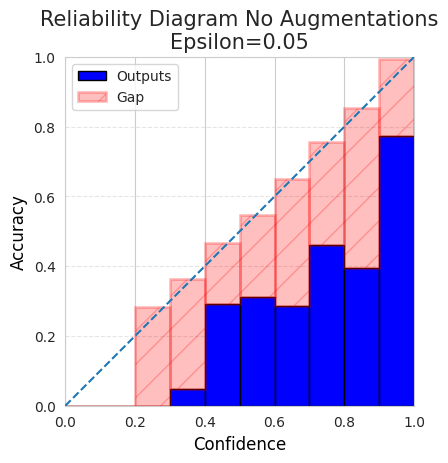 Reliability Diagram No Augmentations
Epsilon=0.05
Outputs
Gap
Accuracy
1.0
0.8
0.6
0.4
0.2
0.0
0.0 0.2 0.4 0.6 0.8 1.0
Confidence